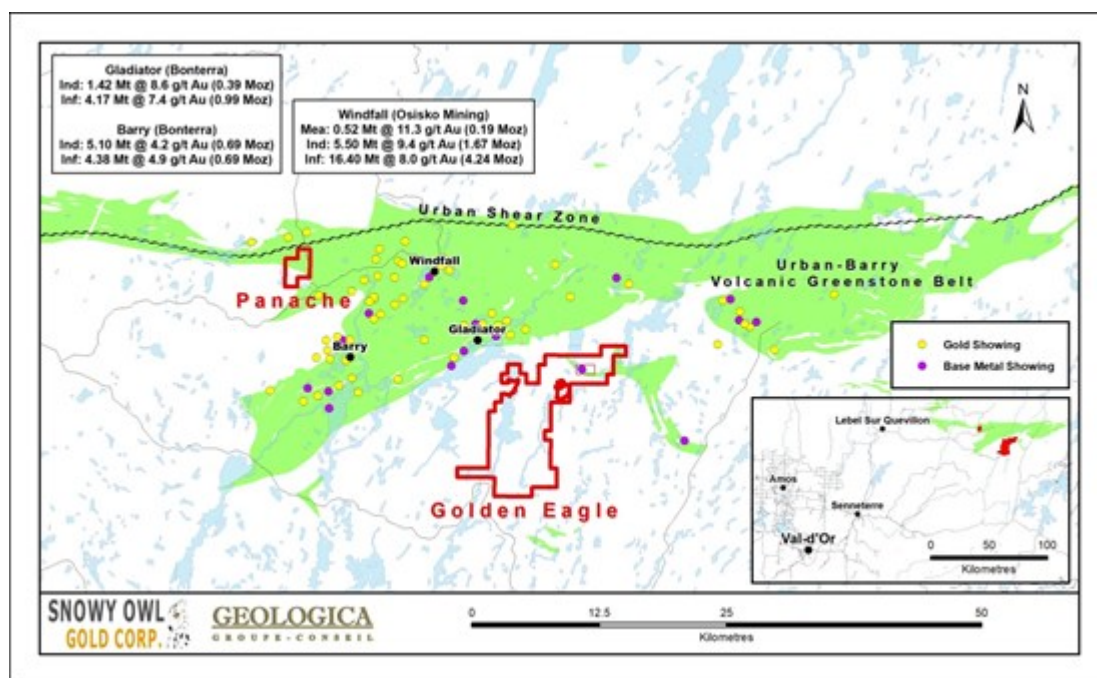 Gladiator (Bonterra)
Ind: 1.42 Mt @ 8.6 g/t Au (0.39 Moz)
Inf: 4.17 Mt @ 7.4 g/t Au (0.99 Moz)
Barry (Bonterra)
Ind: 5.10 Mt @ 4.2 g/t Au (0.69 Moz)
Inf: 4.38 Mt @ 4.9 g/t Au (0.69 Moz)
Windfall (Osisko Mining)
Mea: 0.52 Mt @ 11.3 g/t Au (0.19 Moz)
Ind: 5.50 Mt @ 9.4 g/t Au (1.67 Moz)
Inf: 16.40 Mt @ 8.0 g/t Au (4.24 Moz)
N
Urban Shear Zone
Windfall
Urban-Barry
Volcanic Greenstone Belt
Panache
Gladiator
Barry
Gold Showing
Base Metal Showing
Golden Eagle
Lebel Sur Quevillon
Amos
Senneterre
Val-d'Or
0 50 100
Kilometres
SNOWY OWL
GOLD CORP.
GEOLOGICA
GROUPE-CONSEIL
0 12.5 25 50
Kilometres